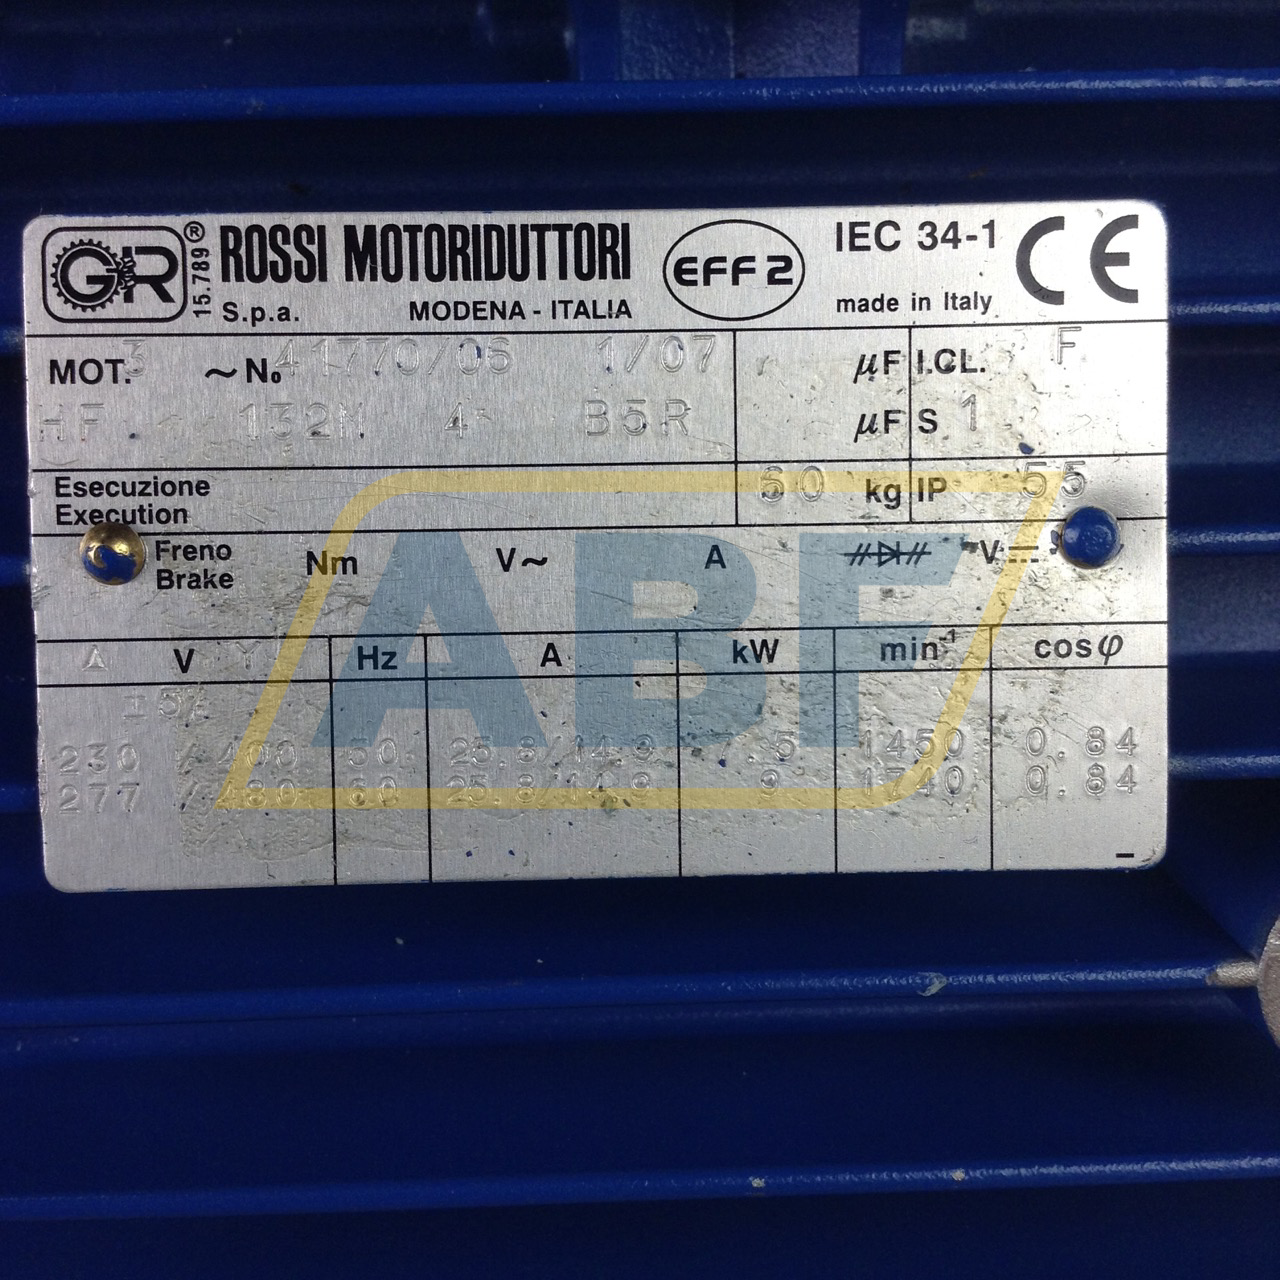 GR ® 15.789 ROSSI MOTORIDUTTORI
S.p.a. MODENA - ITALIA
EFF 2
IEC 34-1 CE
made in Italy
MOT. 3 ~ No 41770/06 1/07 µF I.CL. F
HF 132M 4 B5R µF S 1
Esecuzione
Execution
60 kg IP 55
Freno
Brake
Nm V~ A V
Δ V Y Hz A kW min-1 cosφ
±5%
230 / 400 50 25.8/14.9 7.5 1450 0.84
277 / 480 60 25.8/14.9 9 1740 0.84
ABF